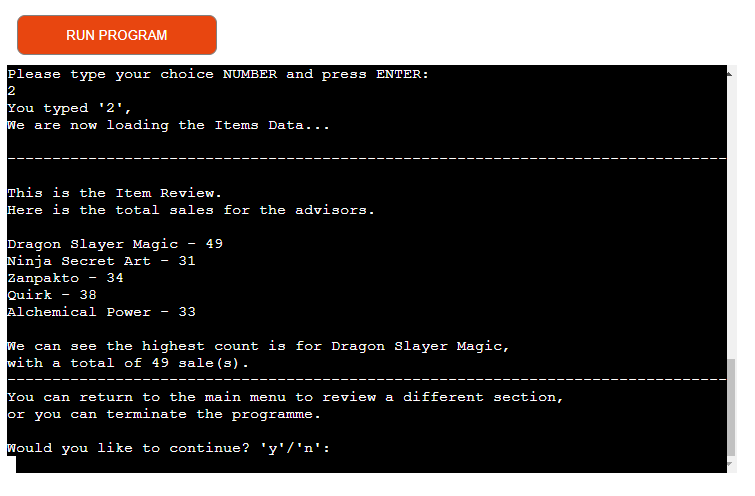 RUN PROGRAM
Please type your choice NUMBER and press ENTER:
2
You typed '2',
We are now loading the Items Data...
--------------------------------------------------------------------------------
This is the Item Review.
Here is the total sales for the advisors.
Dragon Slayer Magic - 49
Ninja Secret Art - 31
Zanpakto - 34
Quirk - 38
Alchemical Power - 33
We can see the highest count is for Dragon Slayer Magic,
with a total of 49 sale(s).
--------------------------------------------------------------------------------
You can return to the main menu to review a different section,
or you can terminate the programme.
Would you like to continue? 'y'/'n':